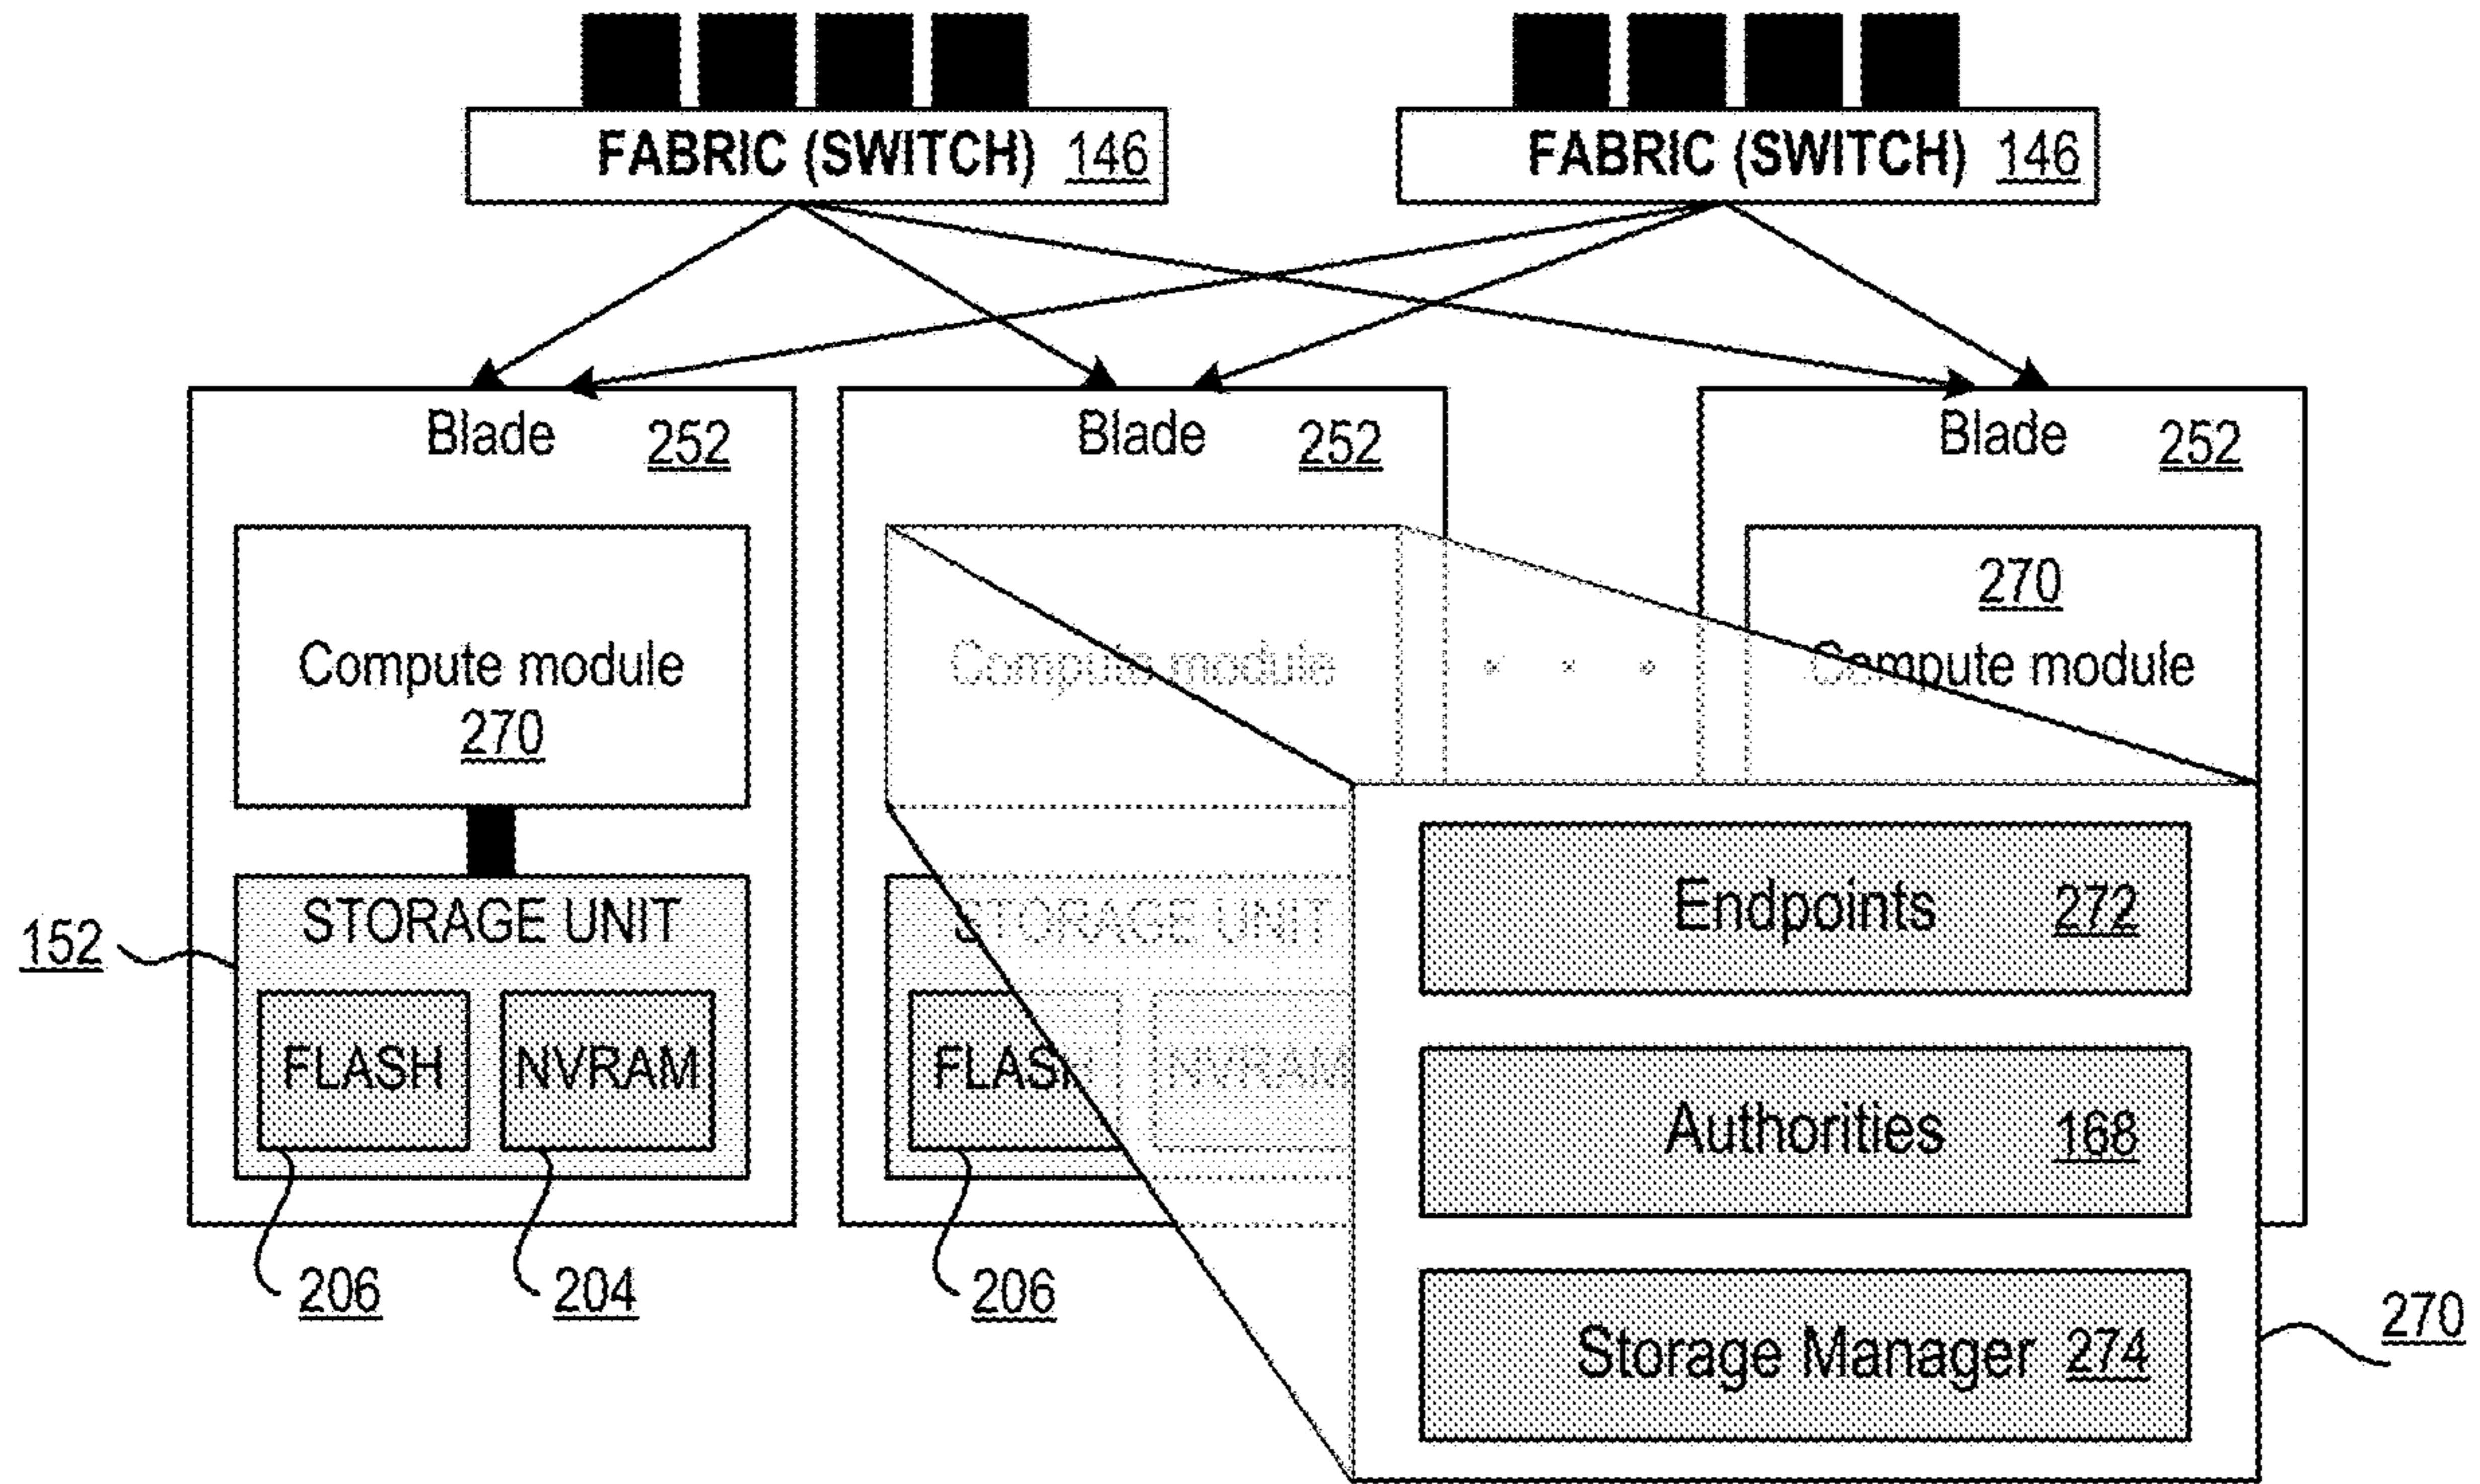 FABRIC (SWITCH) 146
FABRIC (SWITCH) 146
Blade 252
Blade 252
Blade 252
Compute module
270
Compute module
270
Compute module
STORAGE UNIT
152
FLASH
NVRAM
STORAGE UNIT
FLASH
NVRAM
206
204
206
Endpoints 272
Authorities 168
Storage Manager 274
270